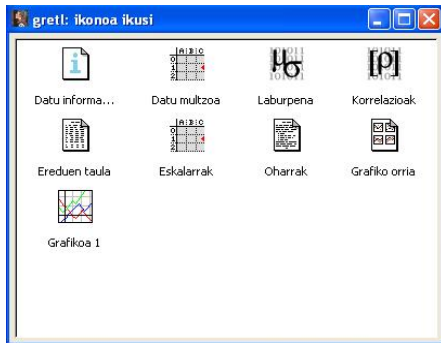 gretl: ikonoa ikusi
Datu informa...
Datu multzoa
Laburpena
Korrelazioak
Ereduen taula
Eskalarrak
Oharrak
Grafiko orria
Grafikoa 1